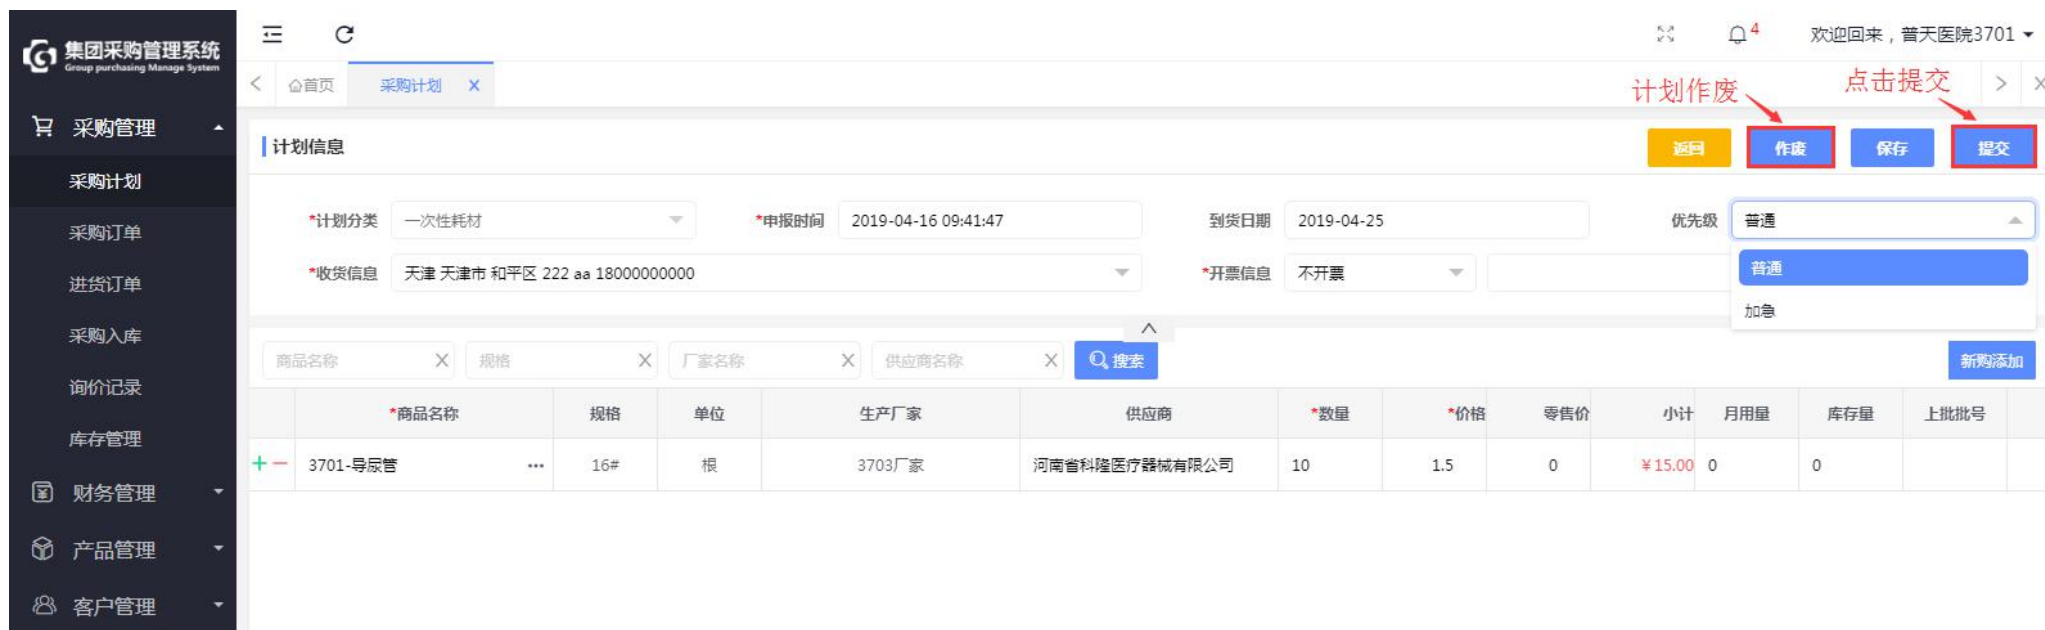 集团采购管理系统
Group purchasing Manage System
4
欢迎回来，普天医院3701
首页
采购计划
X
计划作废
点击提交
采购管理
采购计划
采购订单
进货订单
采购入库
询价记录
库存管理
财务管理
产品管理
客户管理
计划信息
返回 作废 保存 提交
*计划分类 一次性耗材 *申报时间 2019-04-16 09:41:47 到货日期 2019-04-25 优先级 普通
*收货信息 天津 天津市 和平区 222 aa 18000000000 *开票信息 不开票
普通
加急
商品名称 X 规格 X 厂家名称 X 供应商名称 X 搜索 新购添加
*商品名称 规格 单位 生产厂家 供应商 *数量 *价格 零售价 小计 月用量 库存量 上批批号
3701-导尿管 ••• 16# 根 3703厂家 河南省科隆医疗器械有限公司 10 1.5 0 ¥15.00 0 0